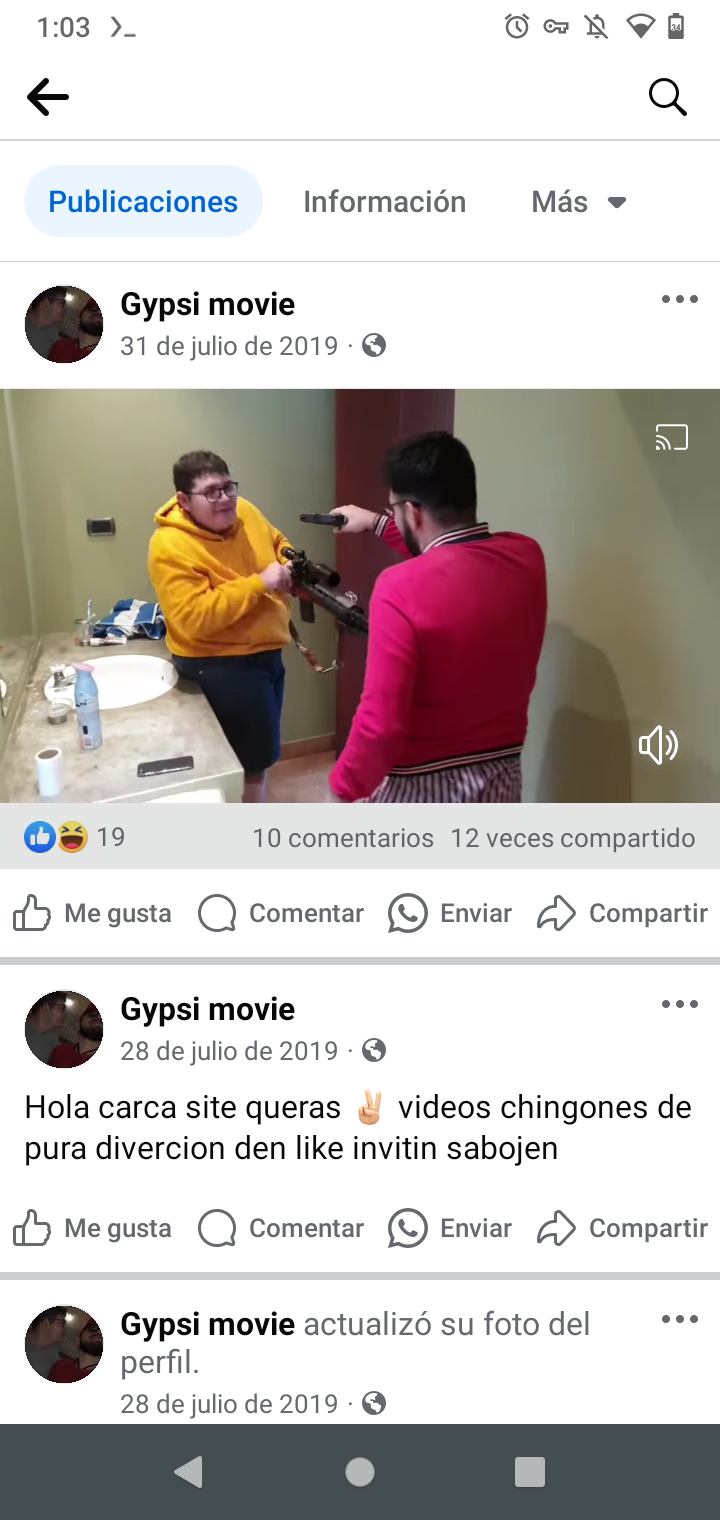 1:03
Publicaciones Información Más
Gypsi movie
31 de julio de 2019 ·
19 10 comentarios 12 veces compartido
Me gusta Comentar Enviar Compartir
Gypsi movie
28 de julio de 2019 ·
Hola carca site queras ✌🏻 videos chingones de
pura divercion den like invitin sabojen
Me gusta Comentar Enviar Compartir
Gypsi movie actualizó su foto del
perfil.
28 de julio de 2019 ·